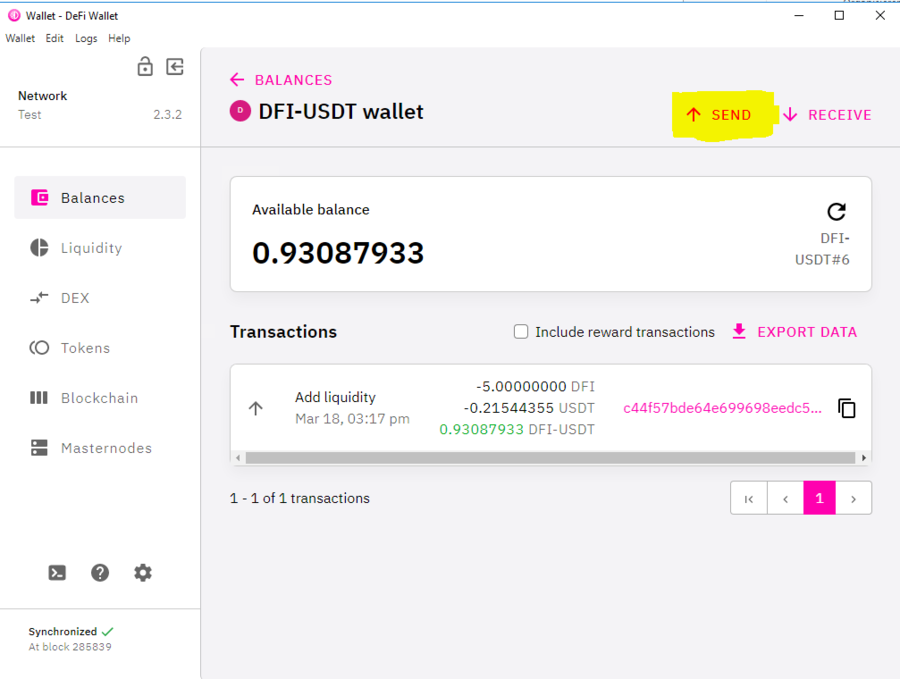 Wallet - DeFi Wallet
Wallet Edit Logs Help
Network
Test 2.3.2
Balances
Liquidity
DEX
Tokens
Blockchain
Masternodes
Synchronized
At block 285839
BALANCES
D DFI-USDT wallet
SEND RECEIVE
Available balance
0.93087933
DFI-
USDT#6
Transactions Include reward transactions EXPORT DATA
Add liquidity
Mar 18, 03:17 pm
-5.00000000 DFI
-0.21544355 USDT
0.93087933 DFI-USDT
c44f57bde64e699698eedc5...
1 - 1 of 1 transactions
1